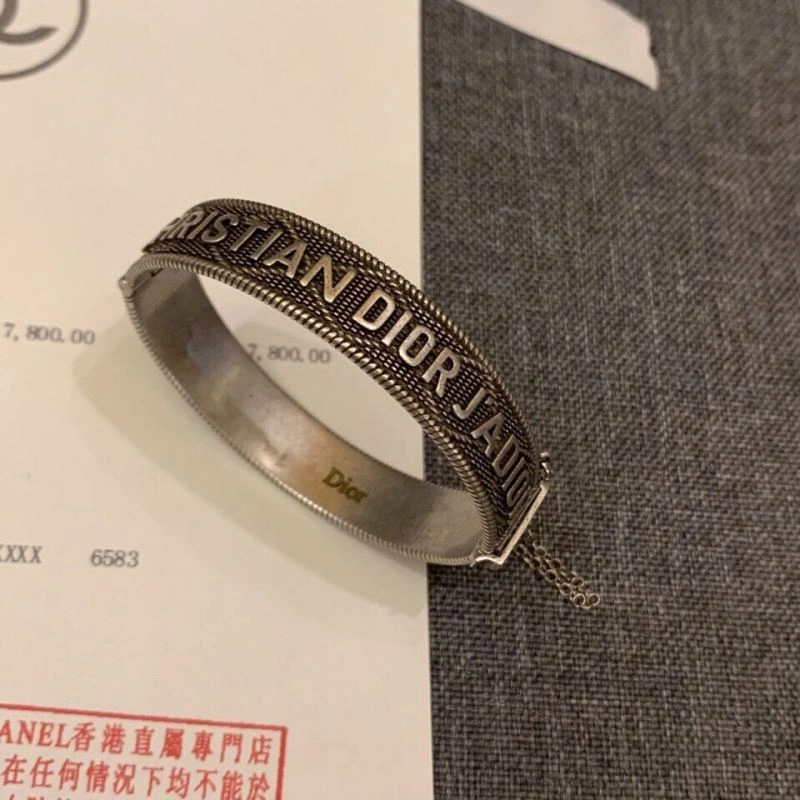 CHRISTIAN DIOR J'ADIO
Dior
7,800.00
7,800.00
XXXX 6583
ANEL香港直屬專門店
在任何情況下均不能於